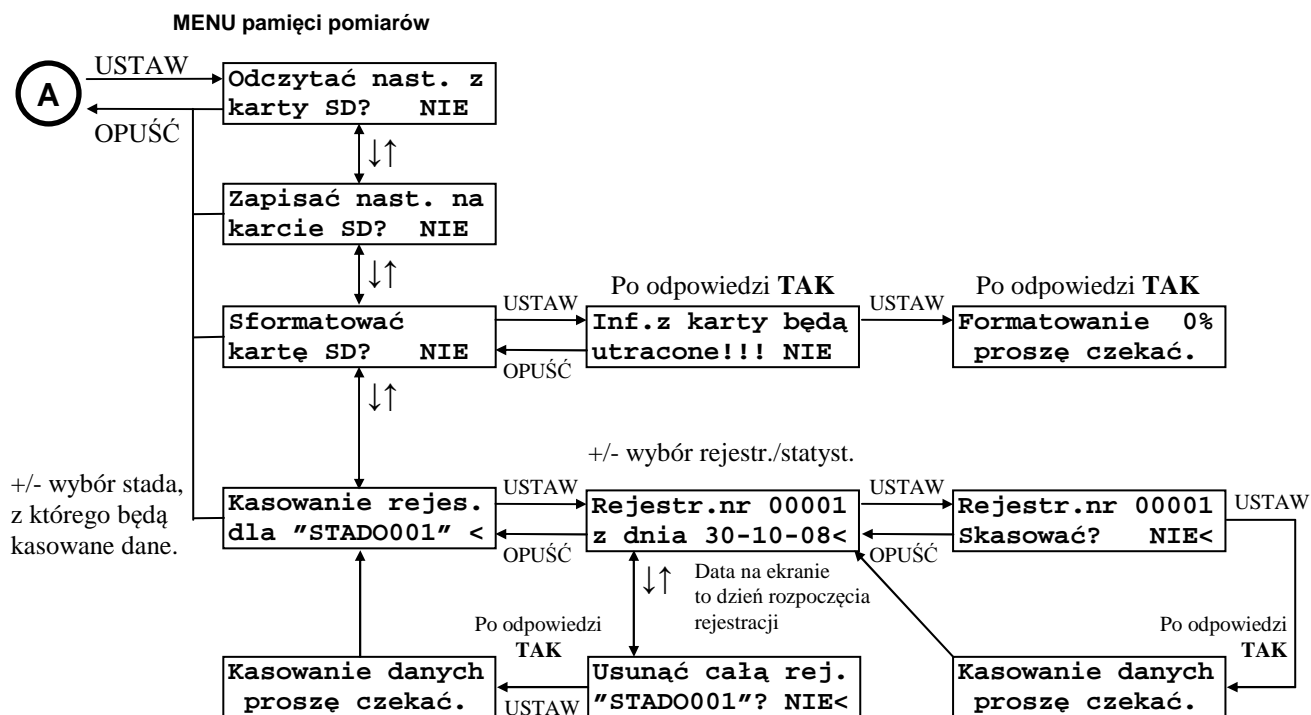 MENU pamięci pomiarów
A
USTAW
OPUŚĆ
Odczytać nast. z
karty SD? NIE
↓↑
Zapisać nast. na
karcie SD? NIE
↓↑
Sformatować
kartę SD? NIE
USTAW
OPUŚĆ
Po odpowiedzi TAK
Inf.z karty będą
utracone!!! NIE
USTAW
Po odpowiedzi TAK
Formatowanie 0%
proszę czekać.
↓↑
+/- wybór stada,
z którego będą
kasowane dane.
Kasowanie rejes.
dla "STADO001" <
USTAW
OPUŚĆ
+/- wybór rejestr./statyst.
Rejestr.nr 00001
z dnia 30-10-08<
USTAW
OPUŚĆ
Rejestr.nr 00001
Skasować? NIE<
USTAW
↓↑
Data na ekranie
to dzień rozpoczęcia
rejestracji
Po odpowiedzi
TAK
Po odpowiedzi
TAK
Kasowanie danych
proszę czekać.
USTAW
Usunąć całą rej.
"STADO001"? NIE<
Kasowanie danych
proszę czekać.